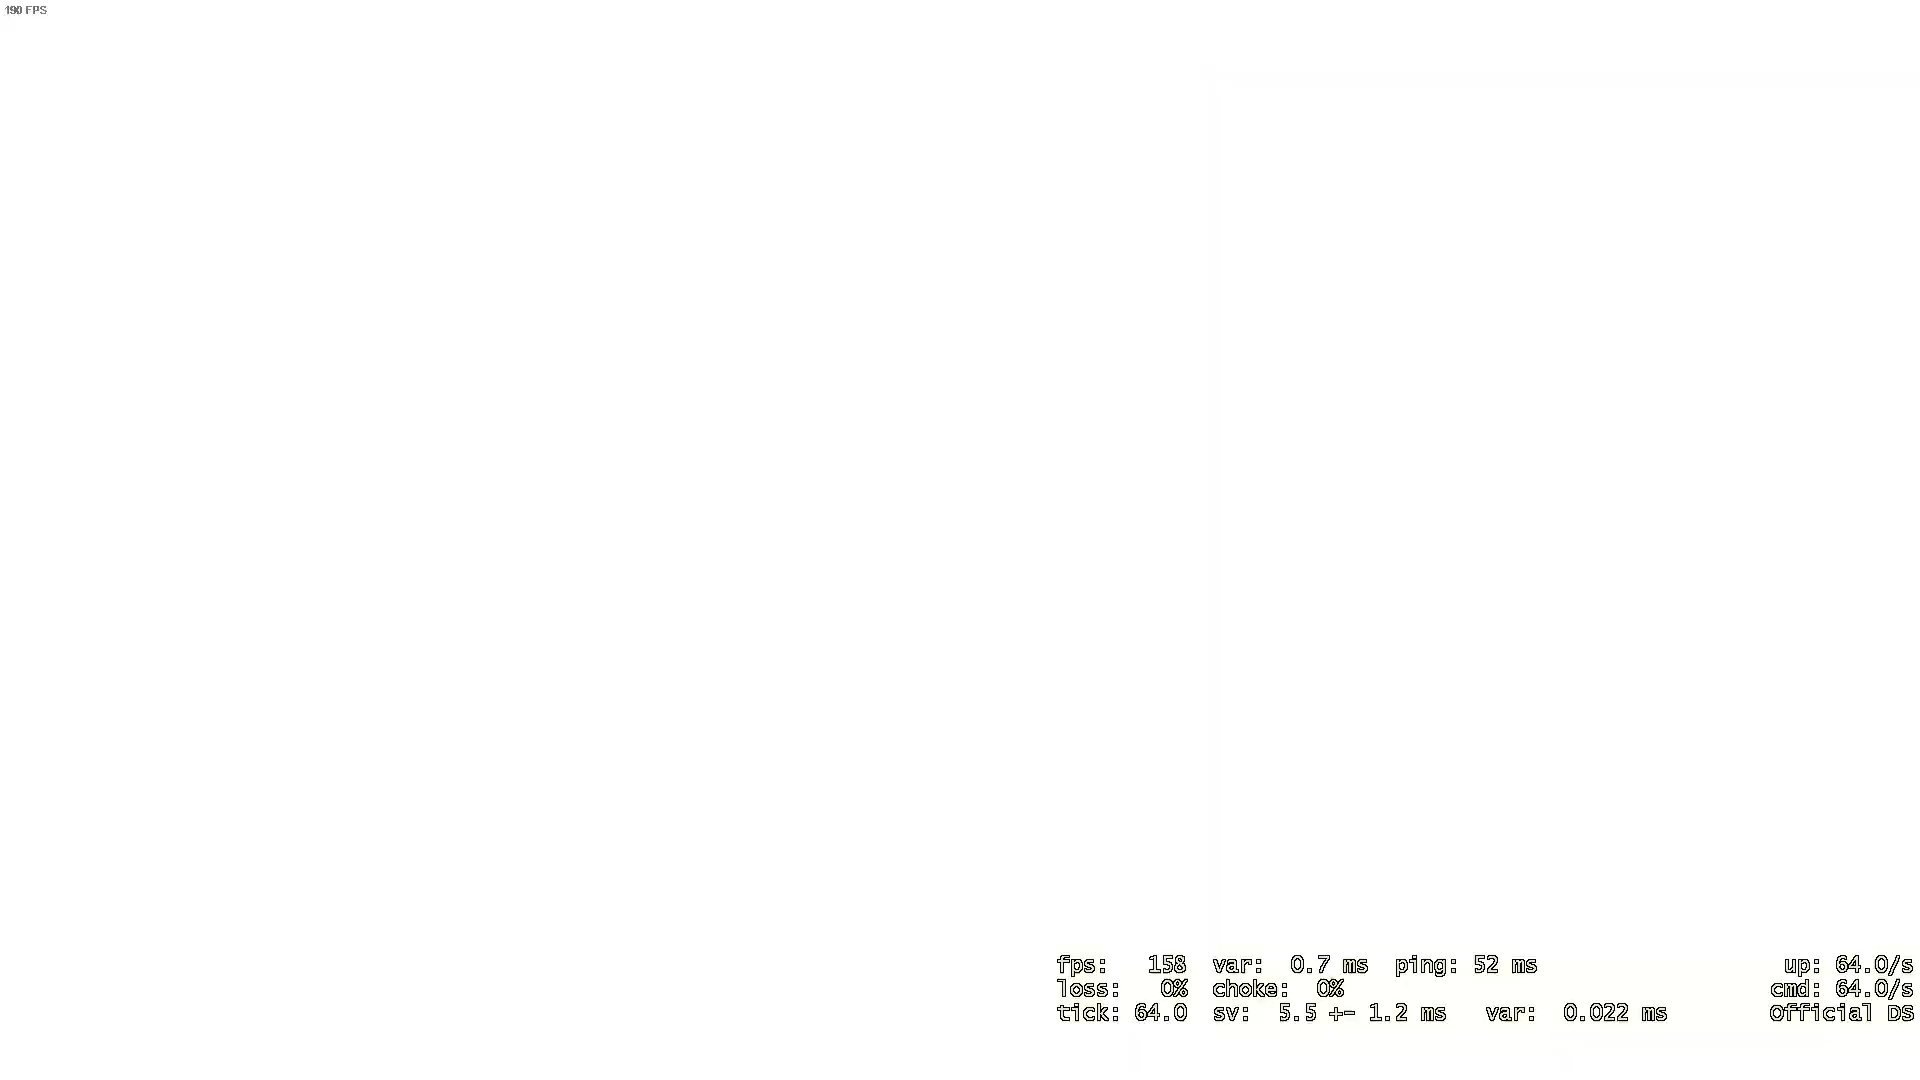 190 FPS
fps: 158 var: 0.7 ms ping: 52 ms up: 64.0/s
loss: 0% choke: 0% cmd: 64.0/s
tick: 64.0 sv: 5.5 +- 1.2 ms var: 0.022 ms Official DS